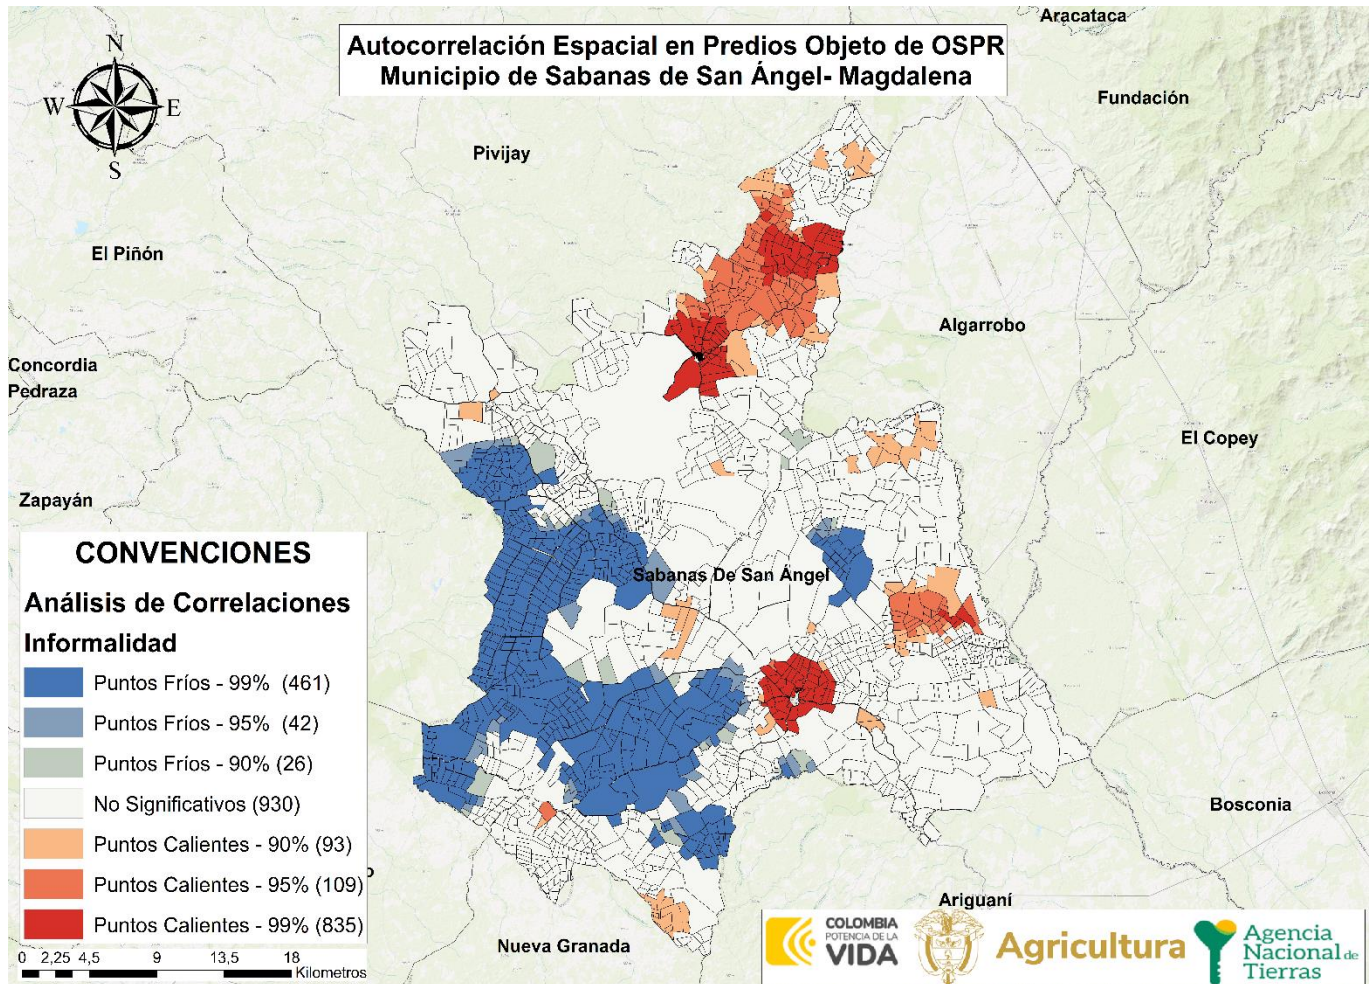 Autocorrelación Espacial en Predios Objeto de OSPR
Municipio de Sabanas de San Ángel- Magdalena
N
W
E
S
Aracataca
Fundación
Pivijay
El Piñón
Algarrobo
Concordia
Pedraza
El Copey
Zapayán
Sabanas De San Ángel
Bosconia
Ariguaní
Nueva Granada
CONVENCIONES
Análisis de Correlaciones
Informalidad
Puntos Fríos - 99% (461)
Puntos Fríos - 95% (42)
Puntos Fríos - 90% (26)
No Significativos (930)
Puntos Calientes - 90% (93)
Puntos Calientes - 95% (109)
Puntos Calientes - 99% (835)
0 2,25 4,5 9 13,5 18
Kilometros
COLOMBIA
POTENCIA DE LA
VIDA
Agricultura
Agencia
Nacional de
Tierras